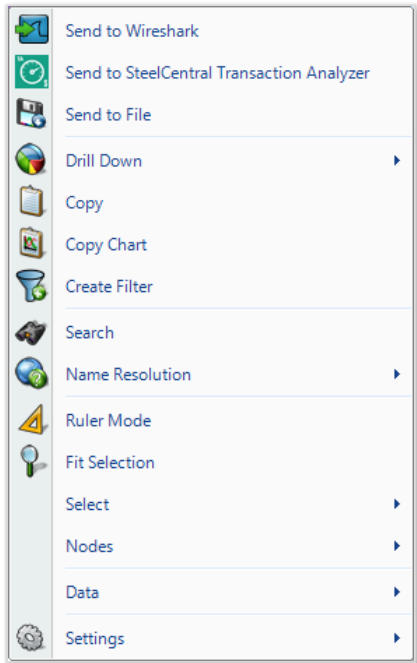 Send to Wireshark
Send to SteelCentral Transaction Analyzer
Send to File
Drill Down
Copy
Copy Chart
Create Filter
Search
Name Resolution
Ruler Mode
Fit Selection
Select
Nodes
Data
Settings